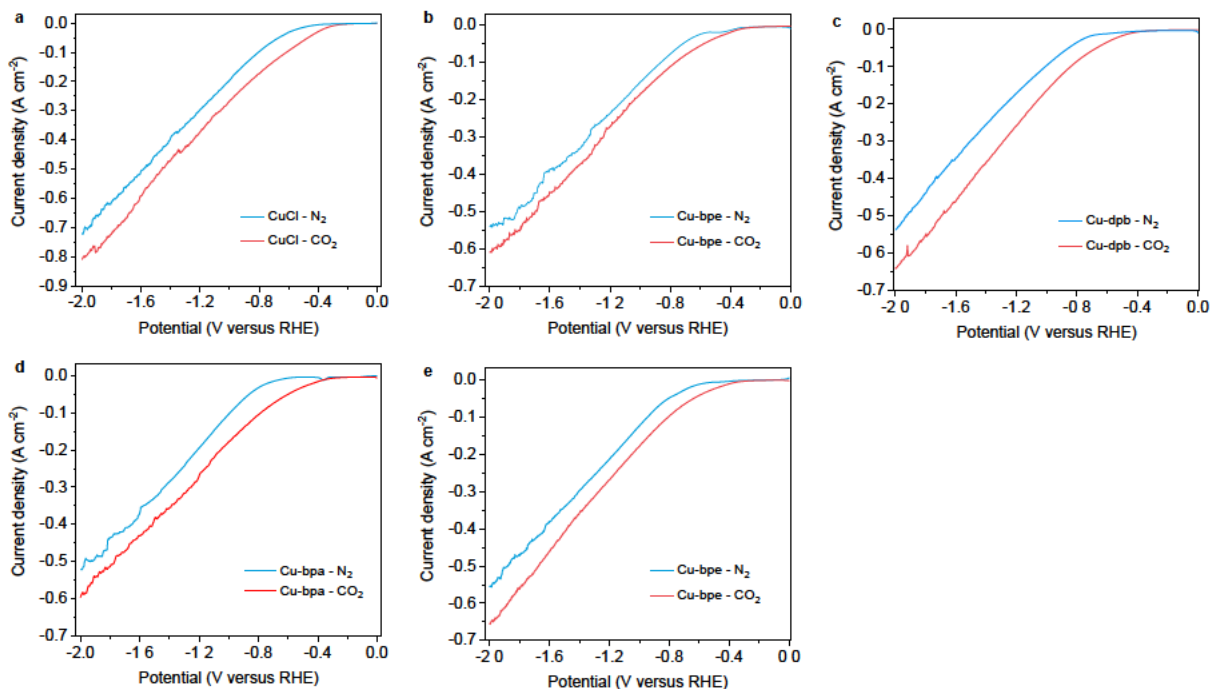 a
Current density (A cm-2)
0.0
-0.1
-0.2
-0.3
-0.4
-0.5
-0.6
-0.7
-0.8
-0.9
CuCl - N2
CuCl - CO2
-2.0 -1.6 -1.2 -0.8 -0.4 0.0
Potential (V versus RHE)
b
Current density (A cm-2)
0.0
-0.1
-0.2
-0.3
-0.4
-0.5
-0.6
-0.7
Cu-bpe - N2
Cu-bpe - CO2
-2.0 -1.6 -1.2 -0.8 -0.4 0.0
Potential (V versus RHE)
c
Current density (A cm-2)
0.0
-0.1
-0.2
-0.3
-0.4
-0.5
-0.6
-0.7
Cu-dpb - N2
Cu-dpb - CO2
-2.0 -1.6 -1.2 -0.8 -0.4 0.0
Potential (V versus RHE)
d
Current density (A cm-2)
0.0
-0.1
-0.2
-0.3
-0.4
-0.5
-0.6
-0.7
Cu-bpa - N2
Cu-bpa - CO2
-2.0 -1.6 -1.2 -0.8 -0.4 0.0
Potential (V versus RHE)
e
Current density (A cm-2)
0.0
-0.1
-0.2
-0.3
-0.4
-0.5
-0.6
-0.7
Cu-bpe - N2
Cu-bpe - CO2
-2 0 -1.6 -1.2 -0.8 -0.4 0 0
Potential (V versus RHE)